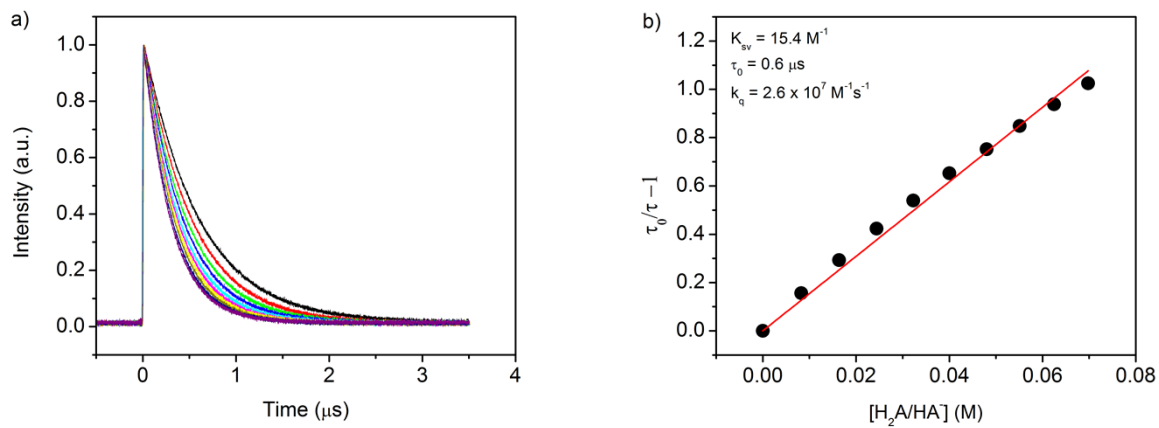 a)
1.0
0.8
0.6
0.4
0.2
0.0
Intensity (a.u.)
0
1
2
3
4
Time (μs)
b)
K_sv = 15.4 M⁻¹
τ₀ = 0.6 μs
k_q = 2.6 x 10⁷ M⁻¹s⁻¹
1.2
1.0
0.8
0.6
0.4
0.2
0.0
τ₀/τ −1
0.00
0.02
0.04
0.06
0.08
[H₂A/HA⁻] (M)